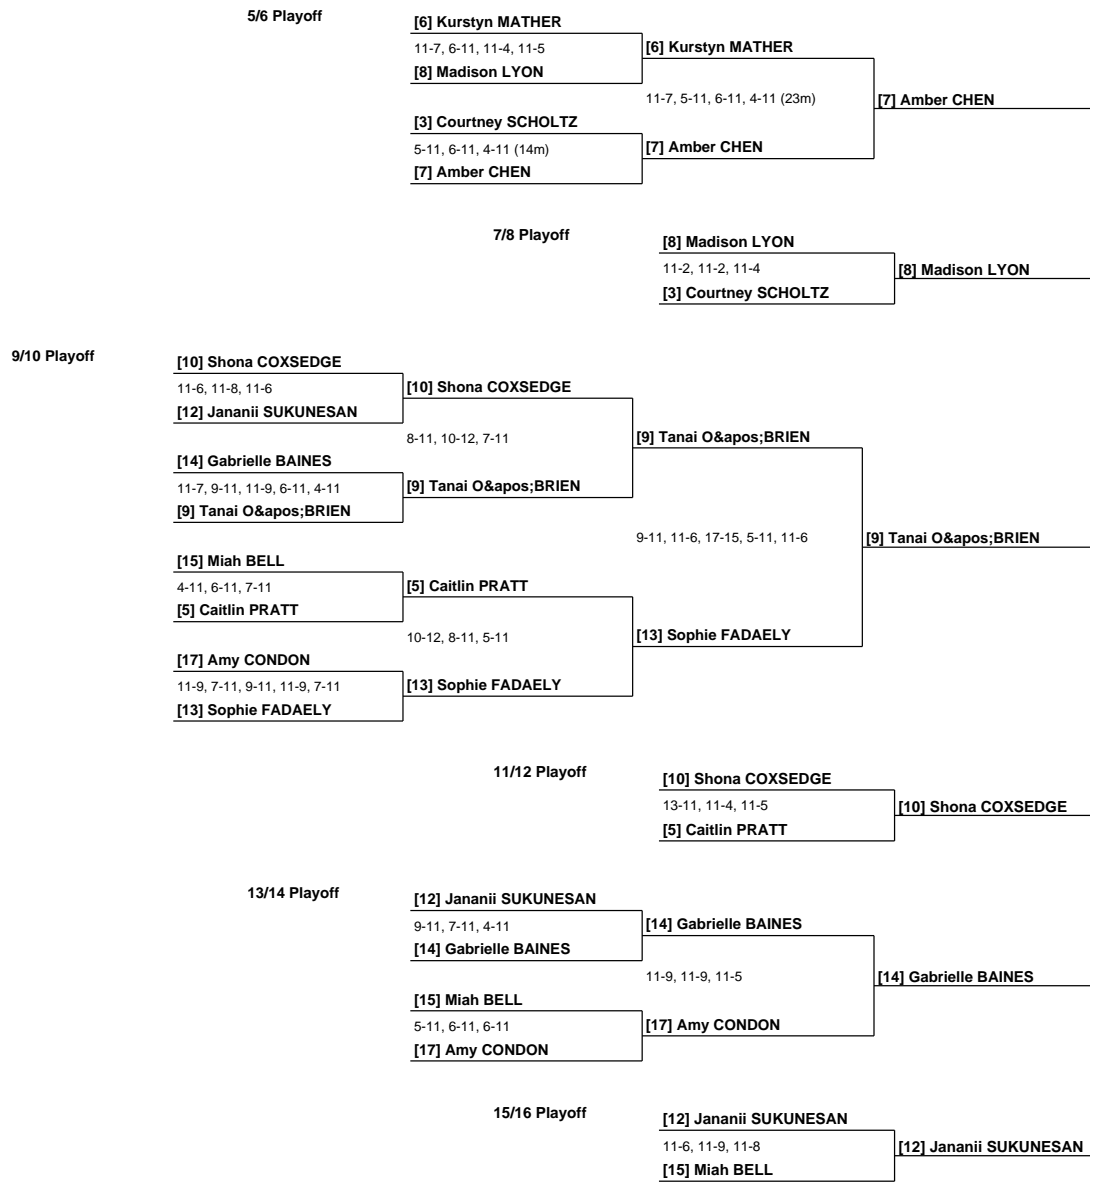 5/6 Playoff
[6] Kurstyn MATHER
11-7, 6-11, 11-4, 11-5
[8] Madison LYON
[6] Kurstyn MATHER
11-7, 5-11, 6-11, 4-11 (23m)
[7] Amber CHEN
[3] Courtney SCHOLTZ
5-11, 6-11, 4-11 (14m)
[7] Amber CHEN
[7] Amber CHEN
7/8 Playoff
[8] Madison LYON
11-2, 11-2, 11-4
[3] Courtney SCHOLTZ
[8] Madison LYON
9/10 Playoff
[10] Shona COXSEDGE
11-6, 11-8, 11-6
[12] Jananii SUKUNESAN
[10] Shona COXSEDGE
8-11, 10-12, 7-11
[9] Tanai O&apos;BRIEN
[14] Gabrielle BAINES
11-7, 9-11, 11-9, 6-11, 4-11
[9] Tanai O&apos;BRIEN
[9] Tanai O&apos;BRIEN
9-11, 11-6, 17-15, 5-11, 11-6
[9] Tanai O&apos;BRIEN
[15] Miah BELL
4-11, 6-11, 7-11
[5] Caitlin PRATT
[5] Caitlin PRATT
10-12, 8-11, 5-11
[13] Sophie FADAELY
[17] Amy CONDON
11-9, 7-11, 9-11, 11-9, 7-11
[13] Sophie FADAELY
[13] Sophie FADAELY
11/12 Playoff
[10] Shona COXSEDGE
13-11, 11-4, 11-5
[5] Caitlin PRATT
[10] Shona COXSEDGE
13/14 Playoff
[12] Jananii SUKUNESAN
9-11, 7-11, 4-11
[14] Gabrielle BAINES
[14] Gabrielle BAINES
11-9, 11-9, 11-5
[14] Gabrielle BAINES
[15] Miah BELL
5-11, 6-11, 6-11
[17] Amy CONDON
[17] Amy CONDON
15/16 Playoff
[12] Jananii SUKUNESAN
11-6, 11-9, 11-8
[15] Miah BELL
[12] Jananii SUKUNESAN